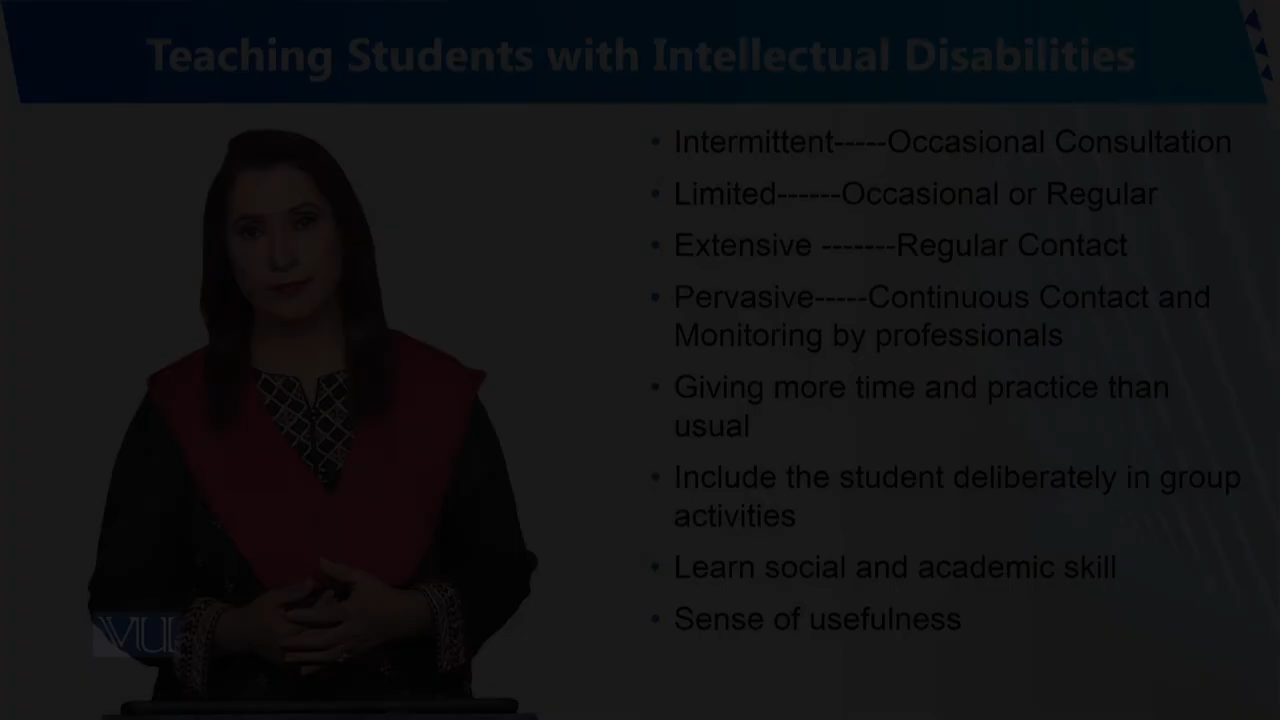 Teaching Students with Intellectual Disabilities
• Intermittent-----Occasional Consultation
• Limited------Occasional or Regular
• Extensive -------Regular Contact
• Pervasive-----Continuous Contact and
Monitoring by professionals
• Giving more time and practice than
usual
• Include the student deliberately in group
activities
• Learn social and academic skill
• Sense of usefulness
VU